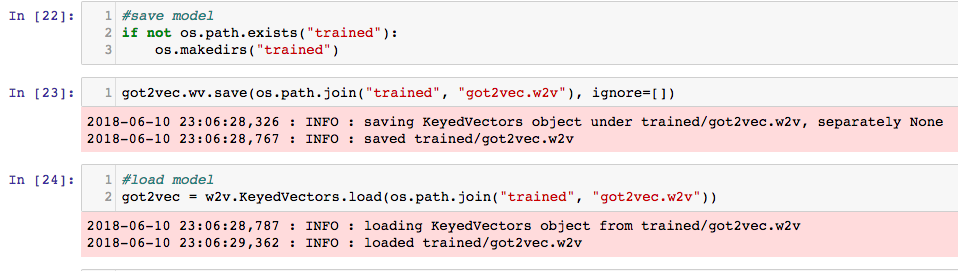 In [22]:
1 #save model
2 if not os.path.exists("trained"):
3     os.makedirs("trained")
In [23]:
1 got2vec.wv.save(os.path.join("trained", "got2vec.w2v"), ignore=[])
2018-06-10 23:06:28,326 : INFO : saving KeyedVectors object under trained/got2vec.w2v, separately None
2018-06-10 23:06:28,767 : INFO : saved trained/got2vec.w2v
In [24]:
1 #load model
2 got2vec = w2v.KeyedVectors.load(os.path.join("trained", "got2vec.w2v"))
2018-06-10 23:06:28,787 : INFO : loading KeyedVectors object from trained/got2vec.w2v
2018-06-10 23:06:29,362 : INFO : loaded trained/got2vec.w2v